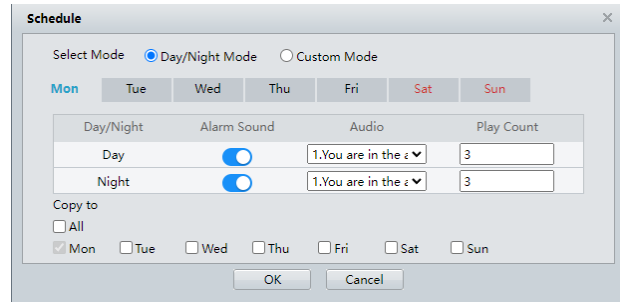 Schedule
Select Mode Day/Night Mode Custom Mode
Mon Tue Wed Thu Fri Sat Sun
Day/Night Alarm Sound Audio Play Count
Day 1.You are in the a 3
Night 1.You are in the a 3
Copy to
All
Mon Tue Wed Thu Fri Sat Sun
OK Cancel